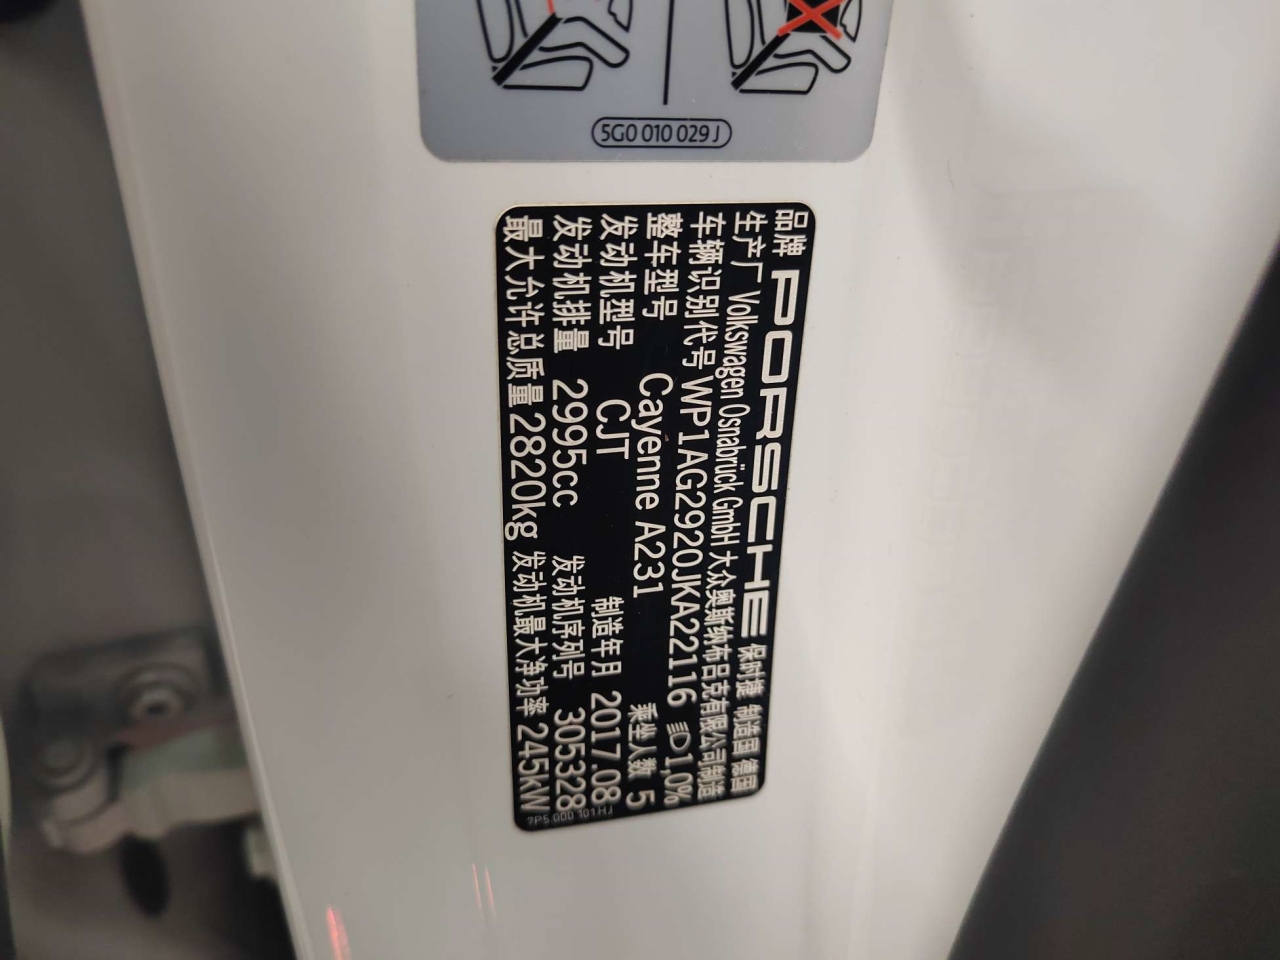 5G0 010 029 J
品牌 PORSCHE 保时捷 制造国 德国
生产厂 Volkswagen Osnabrück GmbH 大众奥斯纳布吕克有限公司制造
车辆识别代号 WP1AG2920JKA22116 1,0%
整车型号 Cayenne A231 乘坐人数 5
发动机型号 CJT 制造年月 2017.08
发动机排量 2995cc 发动机序列号 305328
最大允许总质量 2820kg 发动机最大净功率 245kW
7P5.000.101.HJ